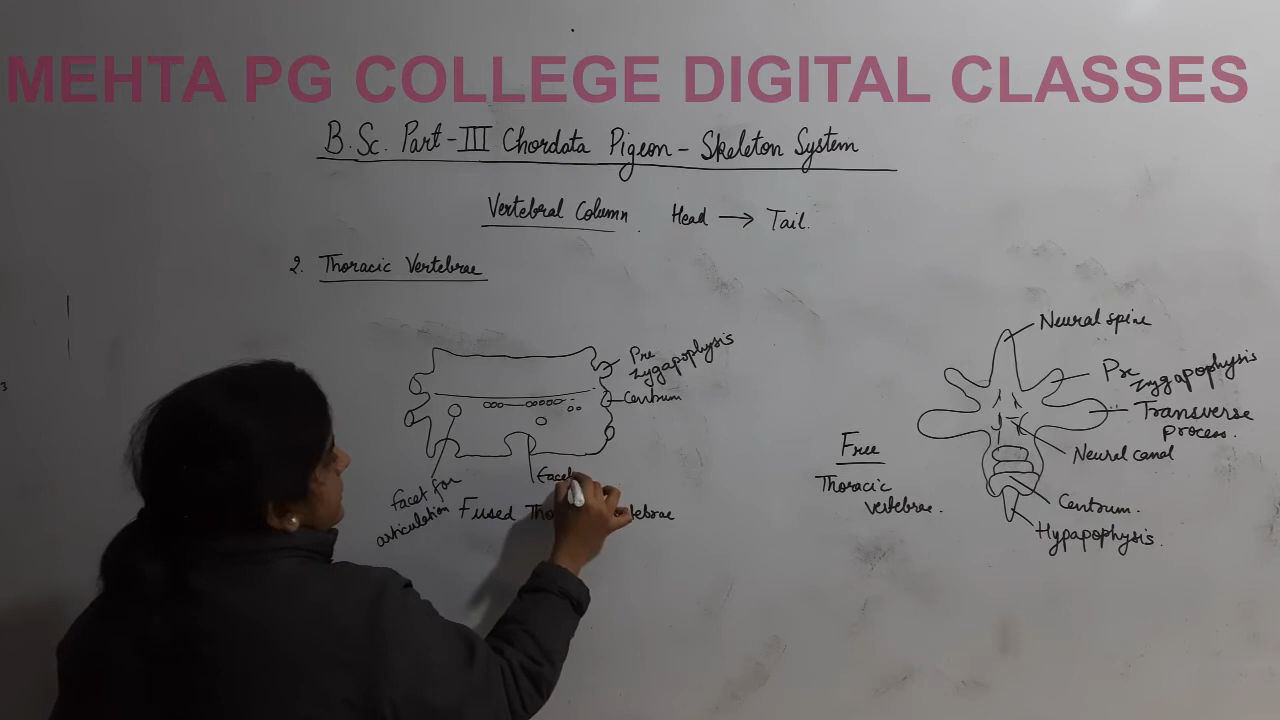 MEHTA PG COLLEGE DIGITAL CLASSES
B.Sc. Part-III Chordata Pigeon - Skeleton System
Vertebral Column Head → Tail.
2. Thoracic Vertebrae
Pre
zygapophysis
Centrum
Facet for
articulation
Facet
Fused
Free
Thoracic
vertebrae.
Neural spine
Pre
zygapophysis
Transverse
process.
Neural canal
Centrum.
Hypapophysis.